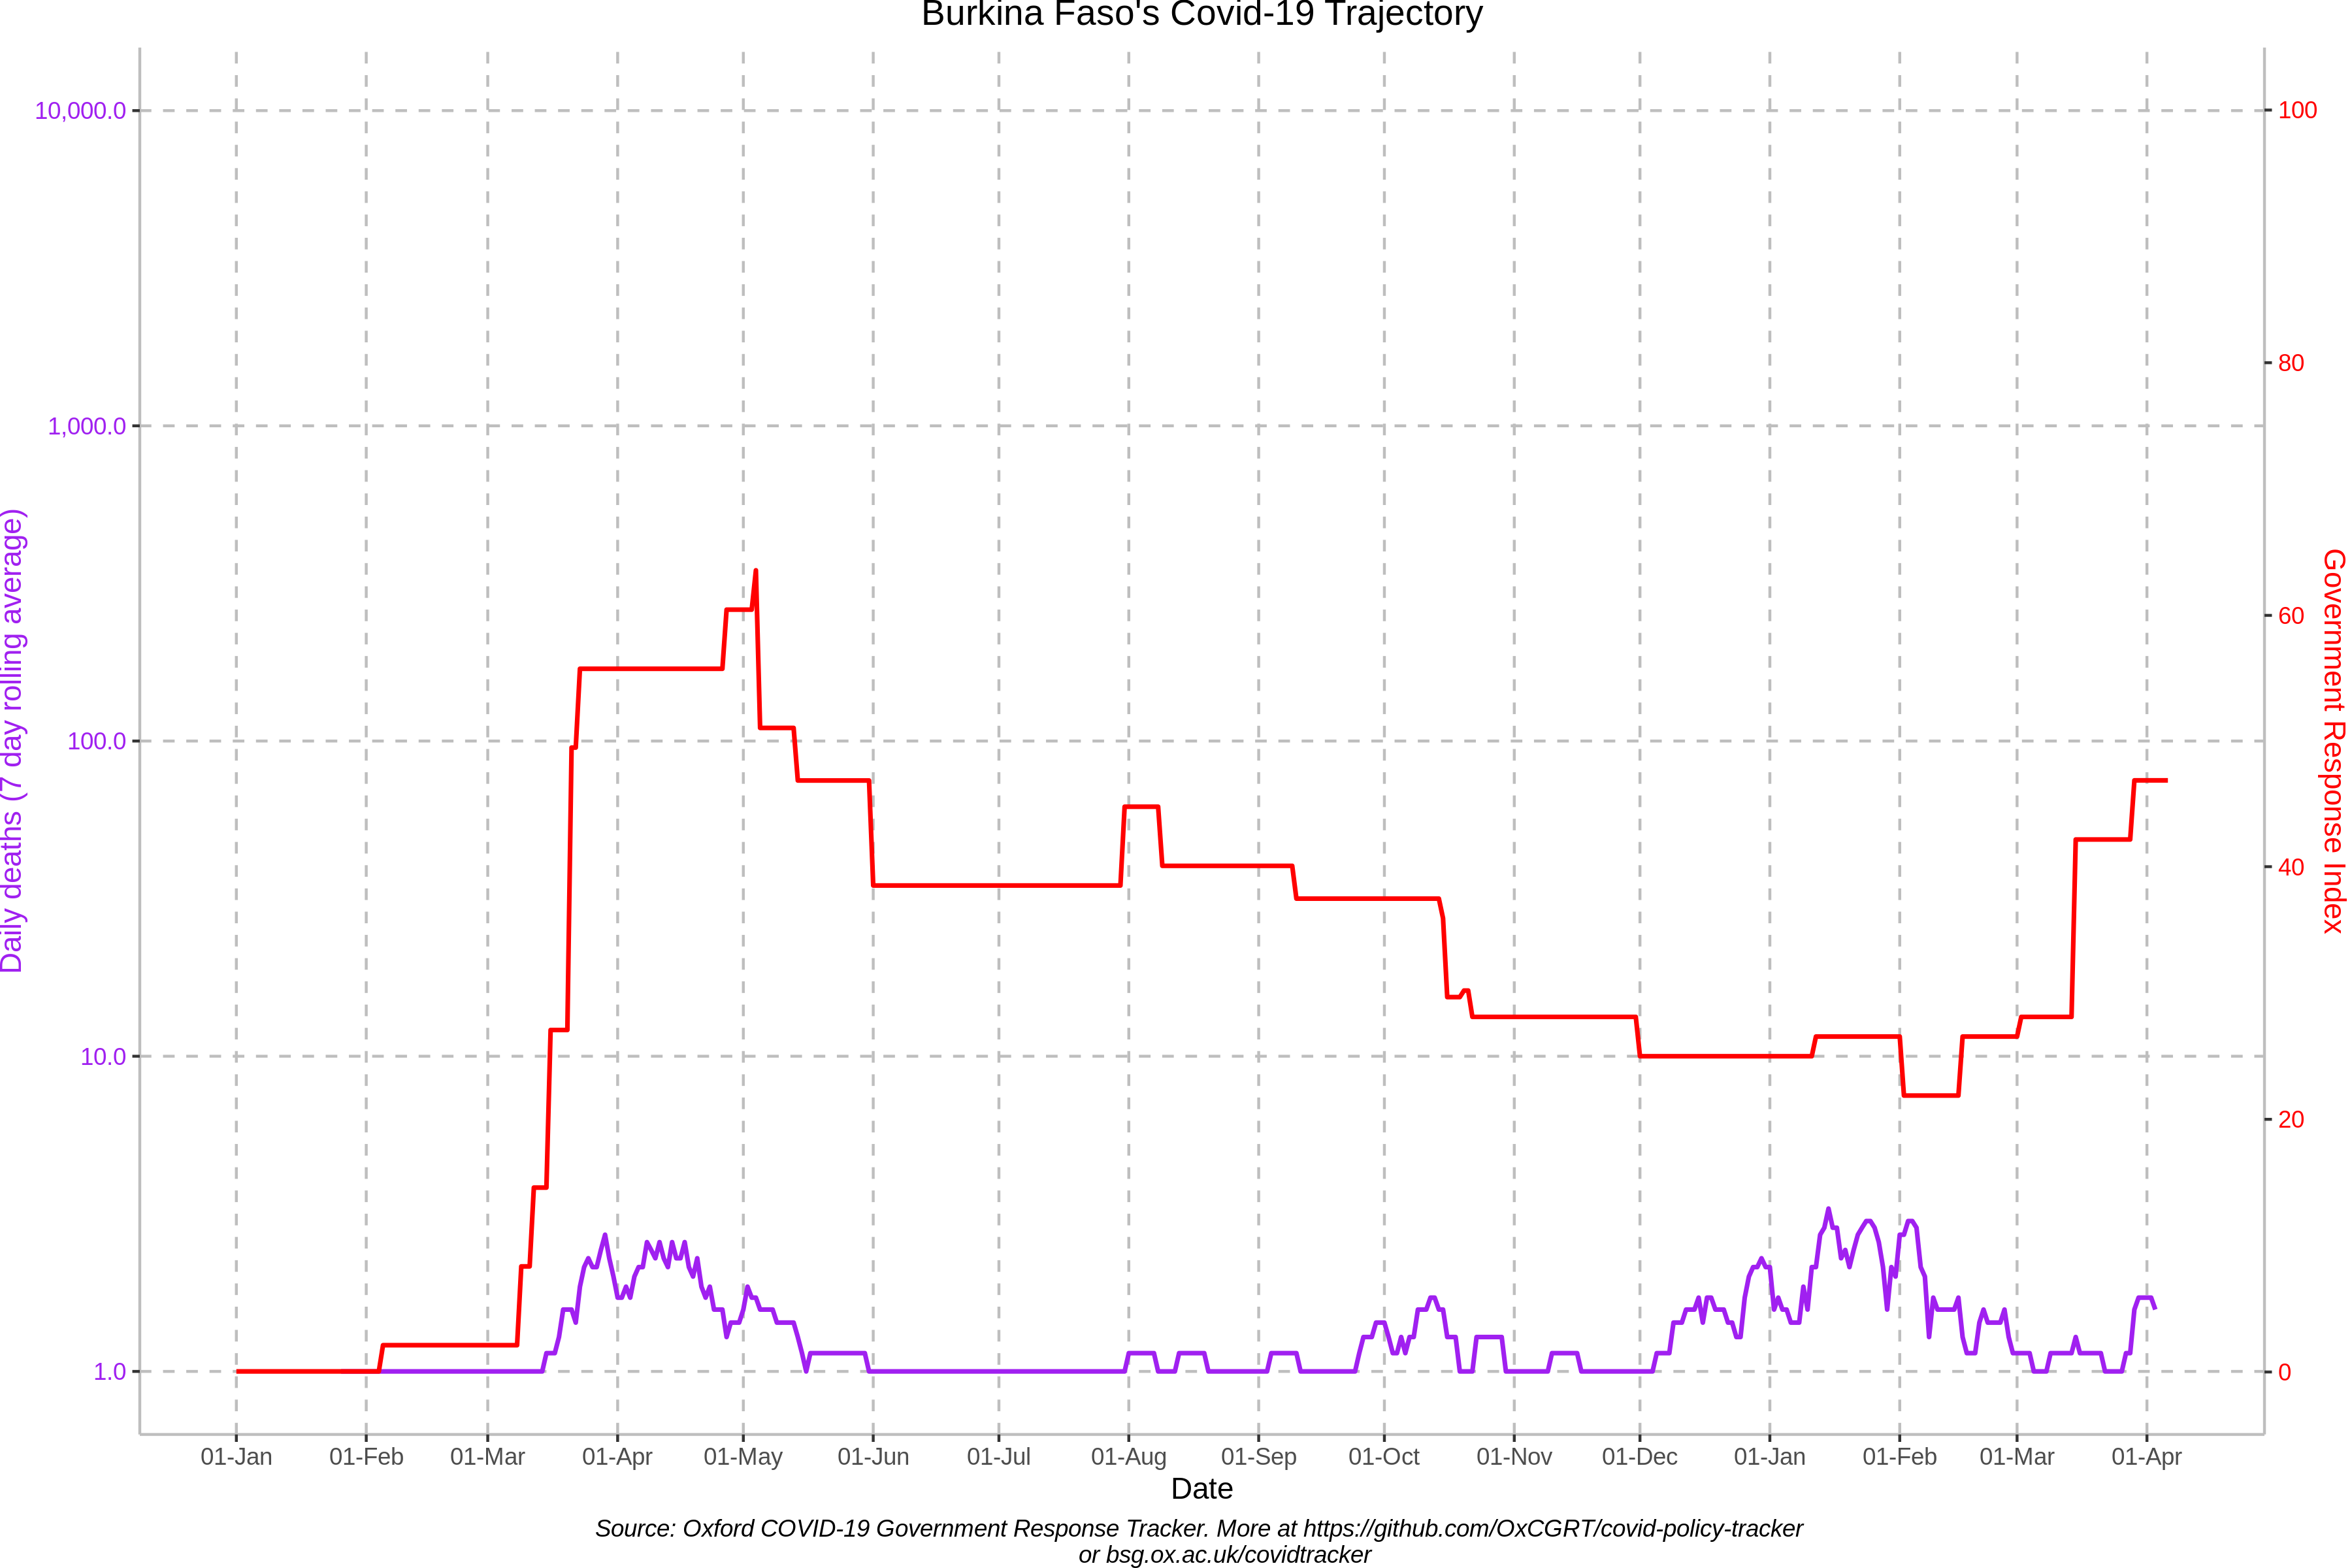 Burkina Faso's Covid-19 Trajectory
10,000.0
1,000.0
100.0
10.0
1.0
Daily deaths (7 day rolling average)
100
80
60
40
20
0
Government Response Index
01-Jan 01-Feb 01-Mar 01-Apr 01-May 01-Jun 01-Jul 01-Aug 01-Sep 01-Oct 01-Nov 01-Dec 01-Jan 01-Feb 01-Mar 01-Apr
Date
Source: Oxford COVID-19 Government Response Tracker. More at https://github.com/OxCGRT/covid-policy-tracker
or bsg.ox.ac.uk/covidtracker